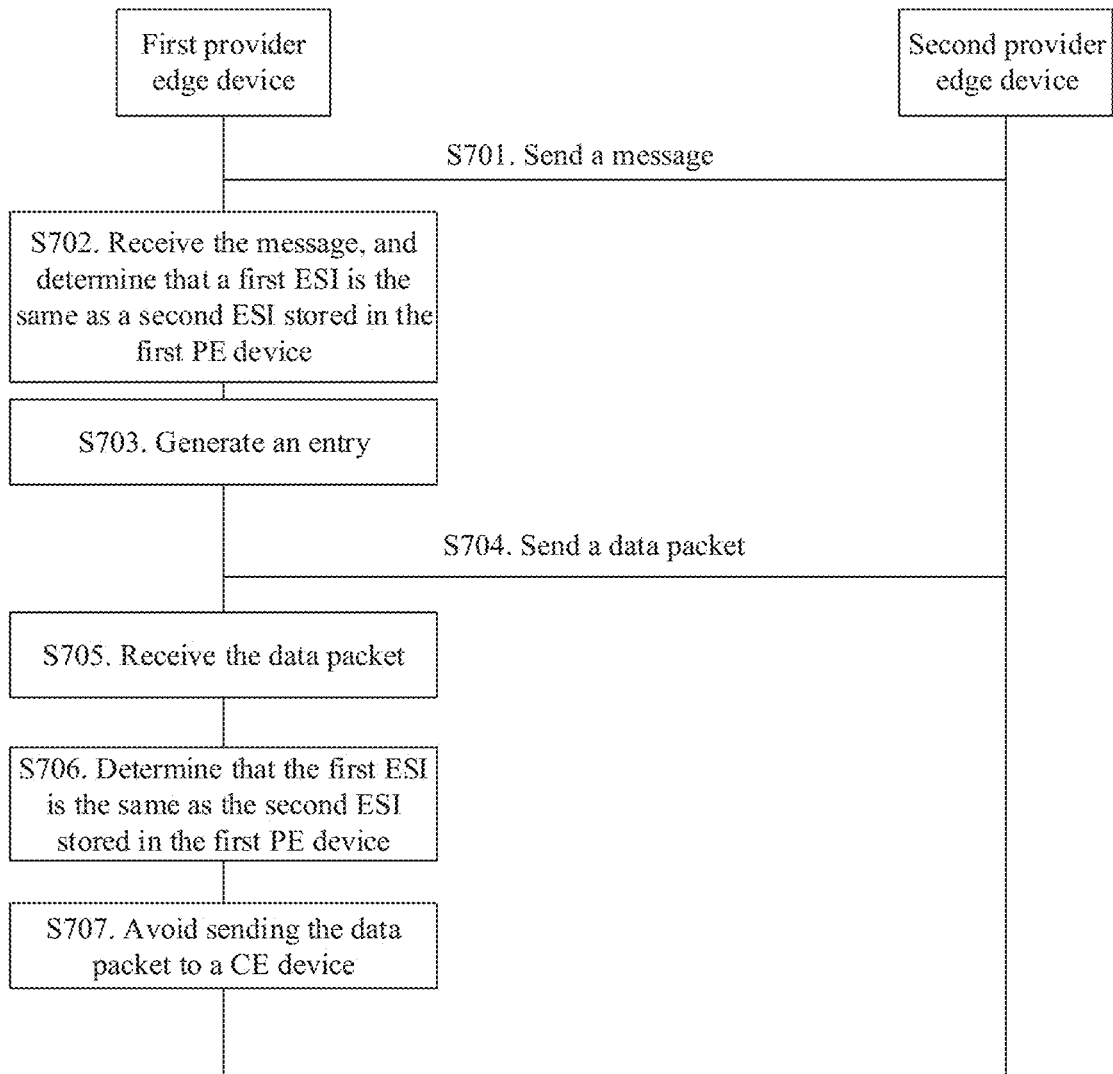 First provider
edge device
Second provider
edge device
S701. Send a message
S702. Receive the message, and
determine that a first ESI is the
same as a second ESI stored in the
first PE device
S703. Generate an entry
S704. Send a data packet
S705. Receive the data packet
S706. Determine that the first ESI
is the same as the second ESI
stored in the first PE device
S707. Avoid sending the data
packet to a CE device